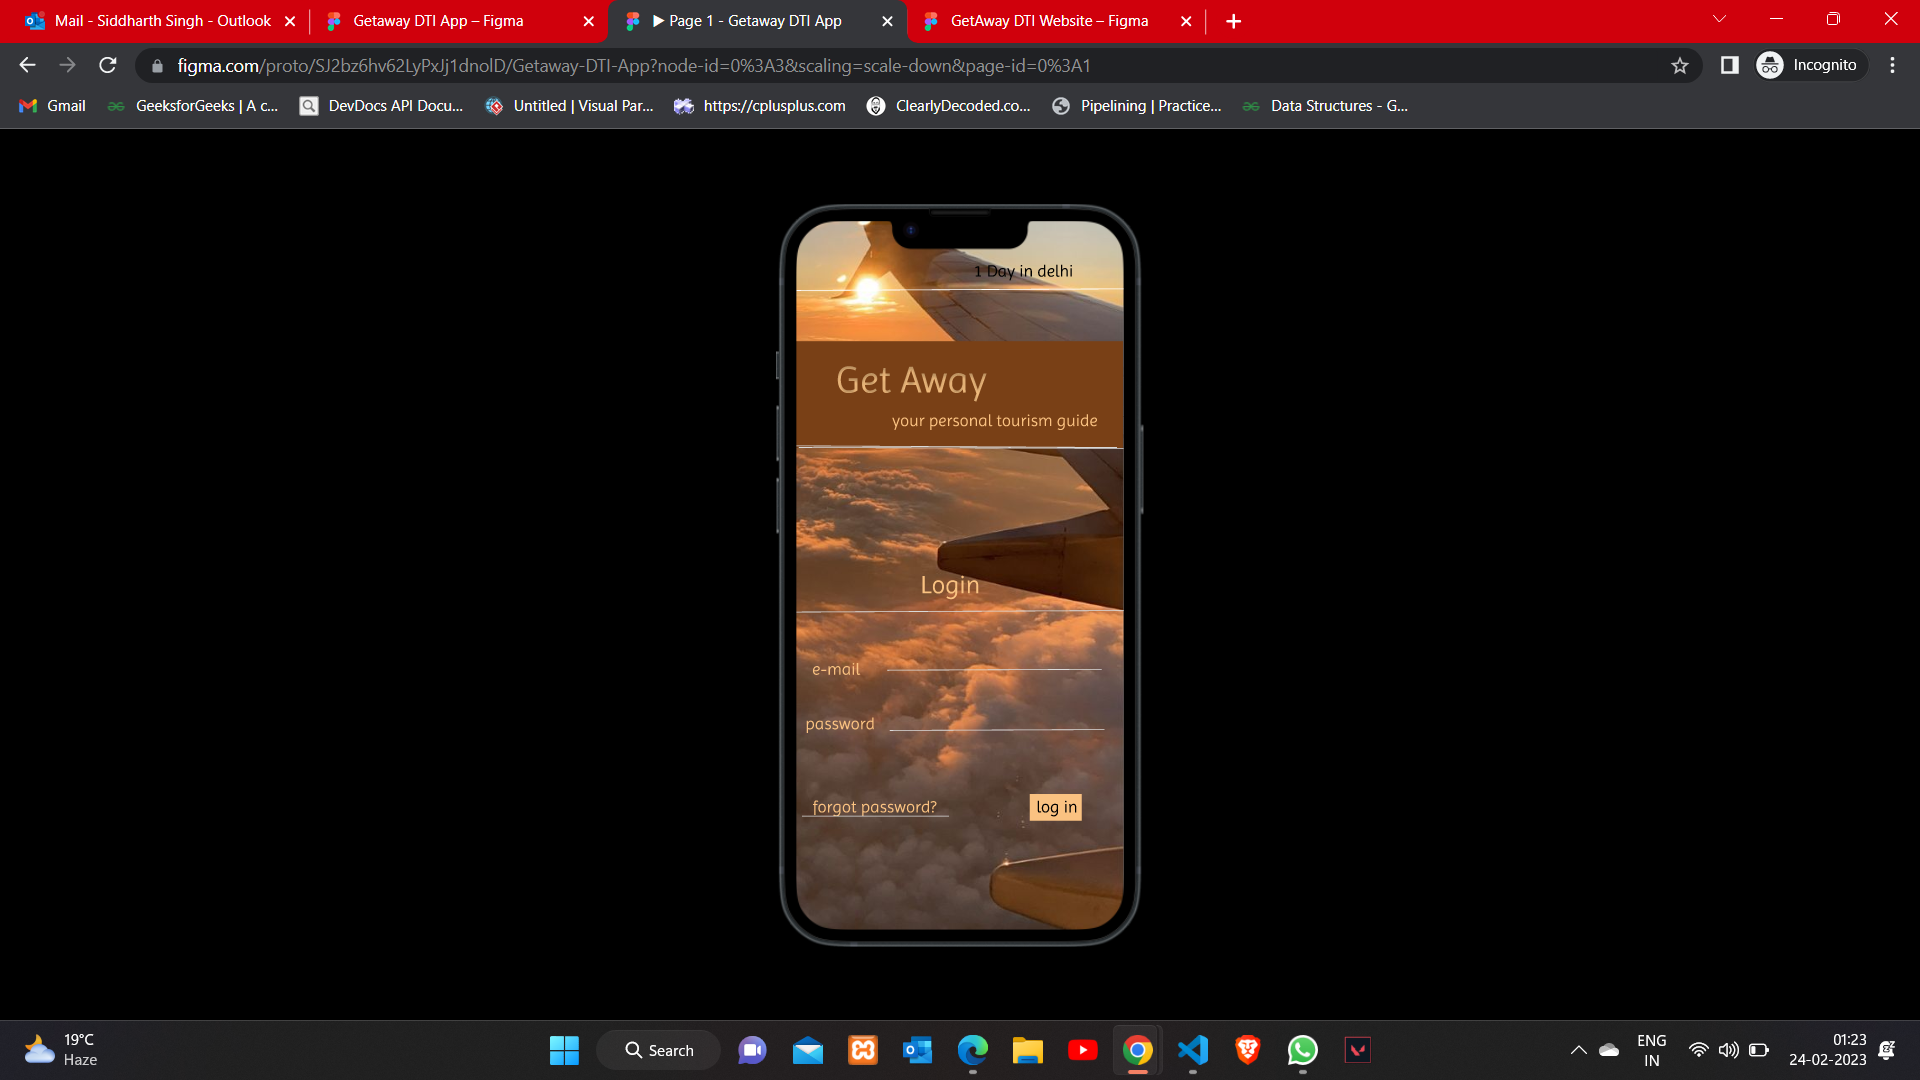 Mail - Siddharth Singh - Outlook
Getaway DTI App – Figma
▶ Page 1 - Getaway DTI App
GetAway DTI Website – Figma
figma.com/proto/SJ2bz6hv62LyPxJj1dnolD/Getaway-DTI-App?node-id=0%3A3&scaling=scale-down&page-id=0%3A1
Incognito
Gmail
GeeksforGeeks | A c...
DevDocs API Docu...
Untitled | Visual Par...
https://cplusplus.com
ClearlyDecoded.co...
Pipelining | Practice...
Data Structures - G...
1 Day in delhi
Get Away
your personal tourism guide
Login
e-mail
password
forgot password?
log in
19°C
Haze
Search
ENG
IN
01:23
24-02-2023